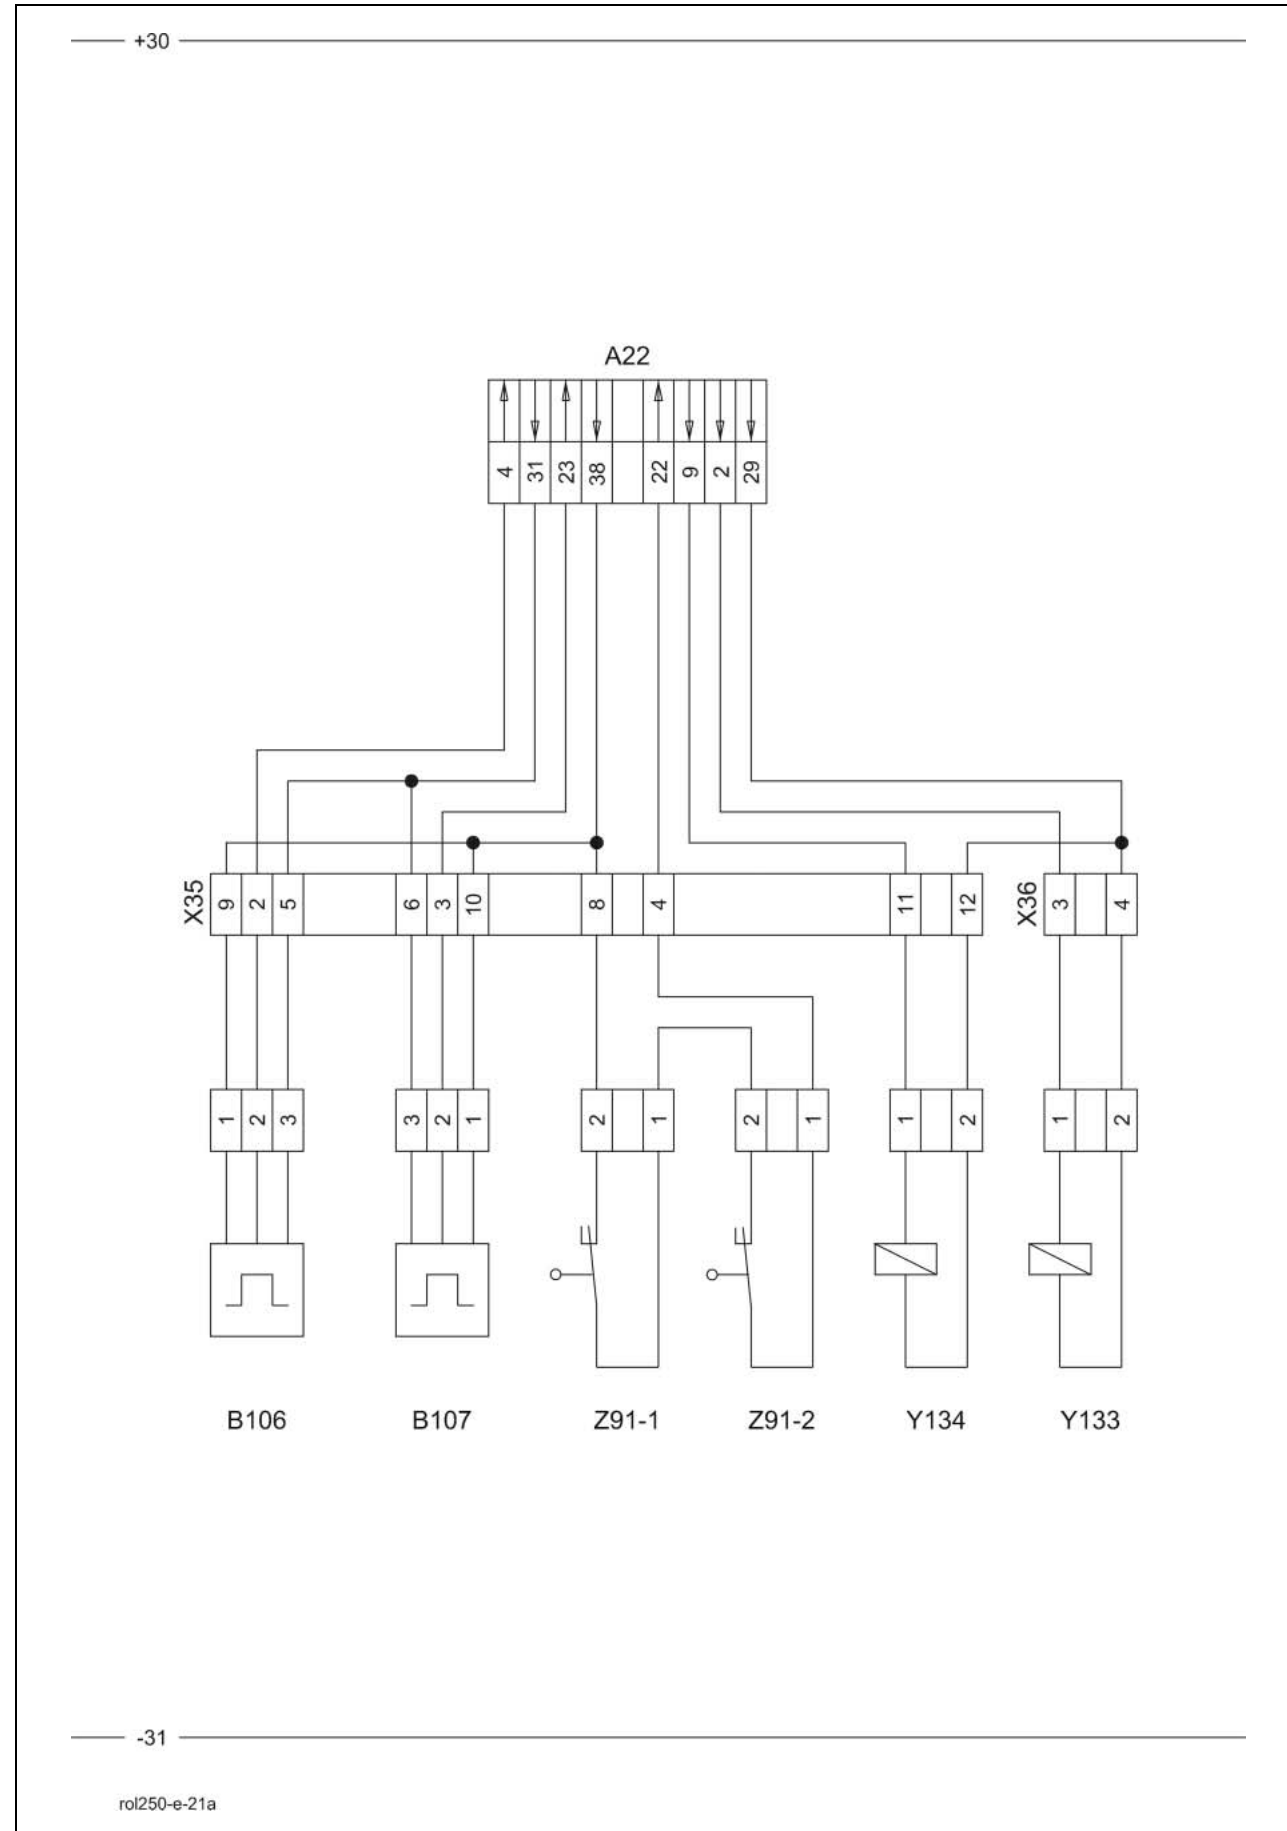 +30
A22
4 31 23 38 22 9 2 29
X35 9 2 5 6 3 10 8 4 11 12 X36 3 4
1 2 3 3 2 1 2 1 2 1 1 2 1 2
B106 B107 Z91-1 Z91-2 Y134 Y133
-31
rol250-e-21a